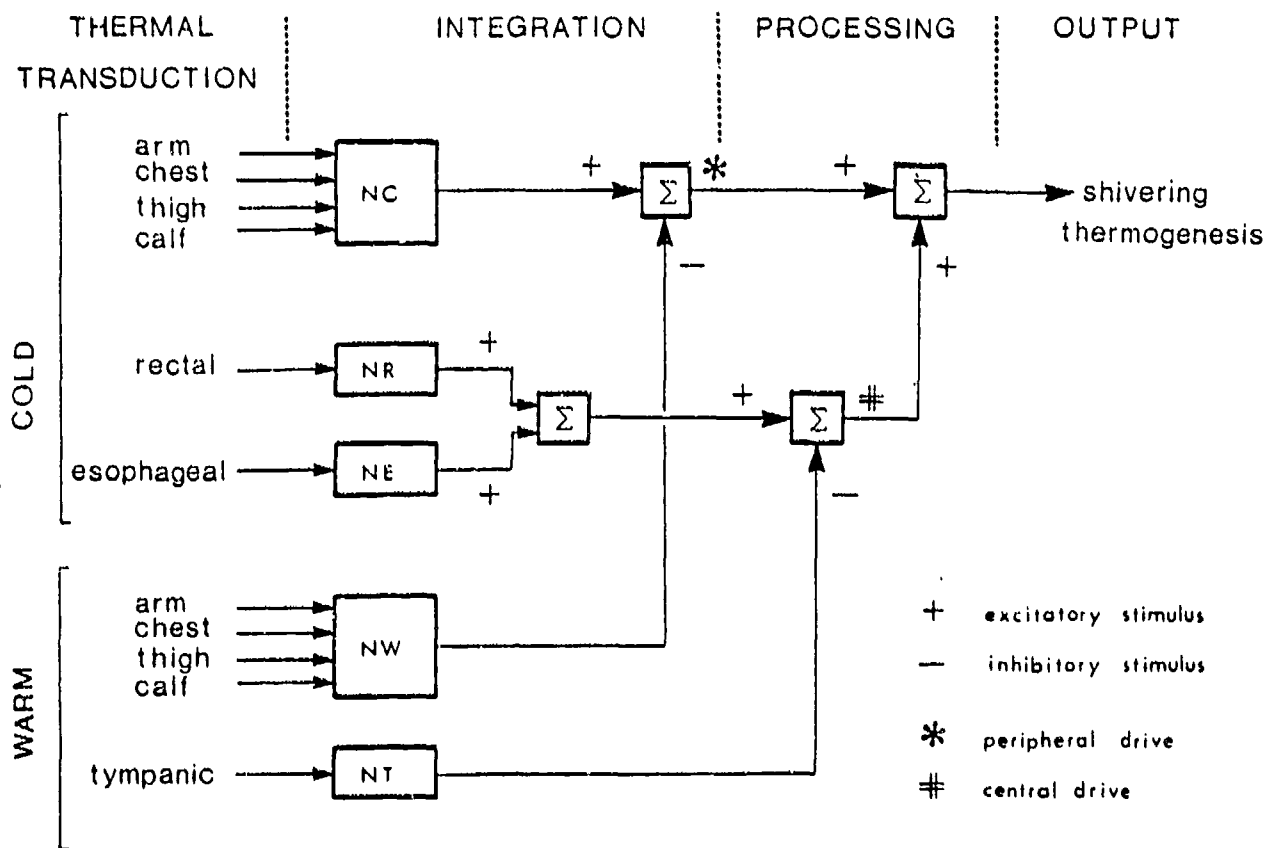 THERMAL TRANSDUCTION
INTEGRATION
PROCESSING
OUTPUT
COLD
arm
chest
thigh
calf
NC
+
Σ
*
+
Σ
shivering
thermogenesis
−
+
rectal
NR
+
Σ
+
Σ
#
esophageal
NE
+
−
WARM
arm
chest
thigh
calf
NW
tympanic
NT
+ excitatory stimulus
− inhibitory stimulus
* peripheral drive
# central drive